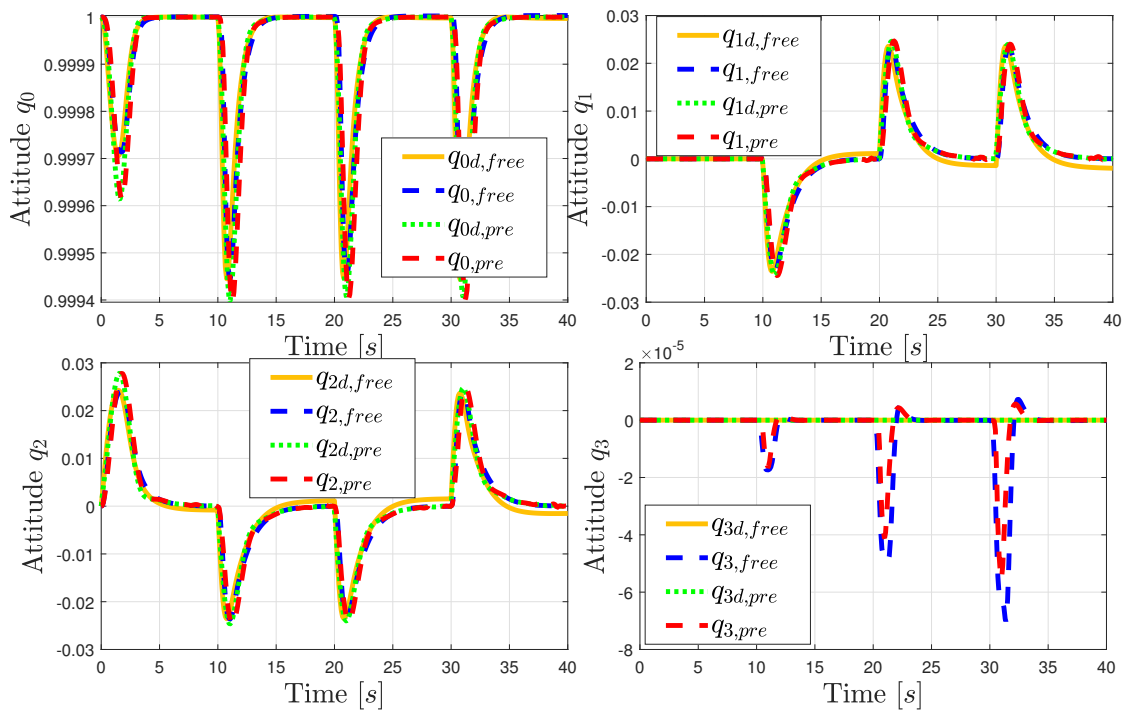 1
0.9999
0.9998
0.9997
0.9996
0.9995
0.9994
Attitude q0
q0d,free
q0,free
q0d,pre
q0,pre
0 5 10 15 20 25 30 35 40
Time [s]
0.03
0.02
0.01
0
-0.01
-0.02
-0.03
Attitude q1
q1d,free
q1,free
q1d,pre
q1,pre
0 5 10 15 20 25 30 35 40
Time [s]
0.03
0.02
0.01
0
-0.01
-0.02
-0.03
Attitude q2
q2d,free
q2,free
q2d,pre
q2,pre
0 5 10 15 20 25 30 35 40
Time [s]
×10-5
2
0
-2
-4
-6
-8
Attitude q3
q3d,free
q3,free
q3d,pre
q3,pre
0 5 10 15 20 25 30 35 40
Time [s]